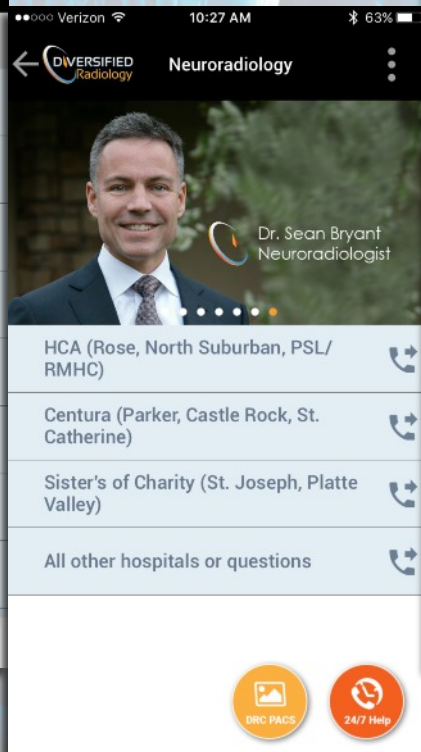 Verizon 10:27 AM 63%
DIVERSIFIED
Radiology
Neuroradiology
Dr. Sean Bryant
Neuroradiologist
HCA (Rose, North Suburban, PSL/
RMHC)
Centura (Parker, Castle Rock, St.
Catherine)
Sister's of Charity (St. Joseph, Platte
Valley)
All other hospitals or questions
DRC PACS
24/7 Help